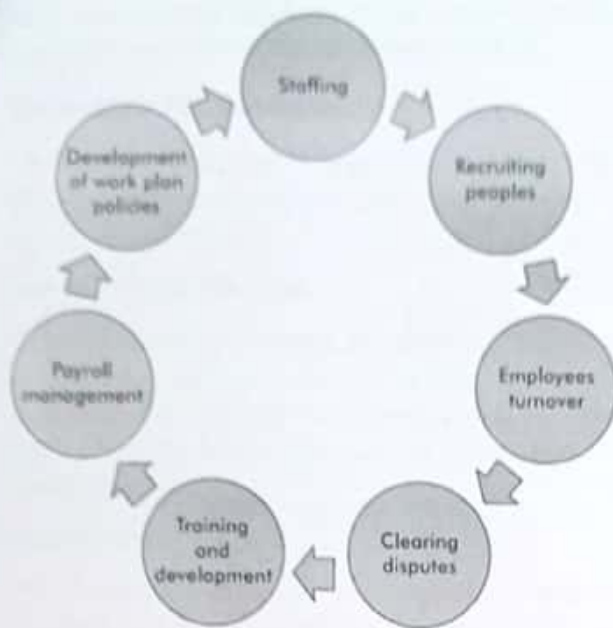 Staffing
Recruiting
peoples
Employees
turnover
Clearing
disputes
Training
and
development
Payroll
management
Development
of work plan
policies